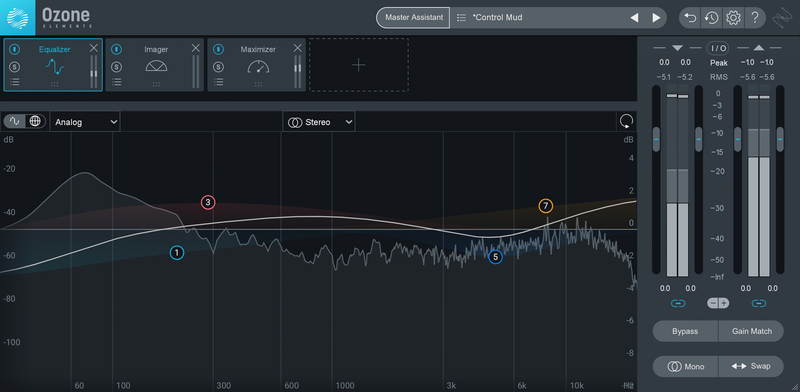 Ozone
ELEMENTS
Master Assistant
*Control Mud
I / O
Equalizer
Imager
Maximizer
S
S
S
0.0 0.0 Peak -1.0 -1.0
-5.1 -5.2 RMS -5.6 -5.6
Analog
Stereo
dB
dB
-20
-40
-60
-80
-100
4
2
0
-2
-4
-6
-8
3
7
1
5
60
100
300
600
1000
3k
6k
10k
Hz
0
-3
-6
-10
-15
-20
-30
-40
-50
-Inf
0.0 0.0
0.0 0.0
Bypass
Gain Match
Mono
Swap